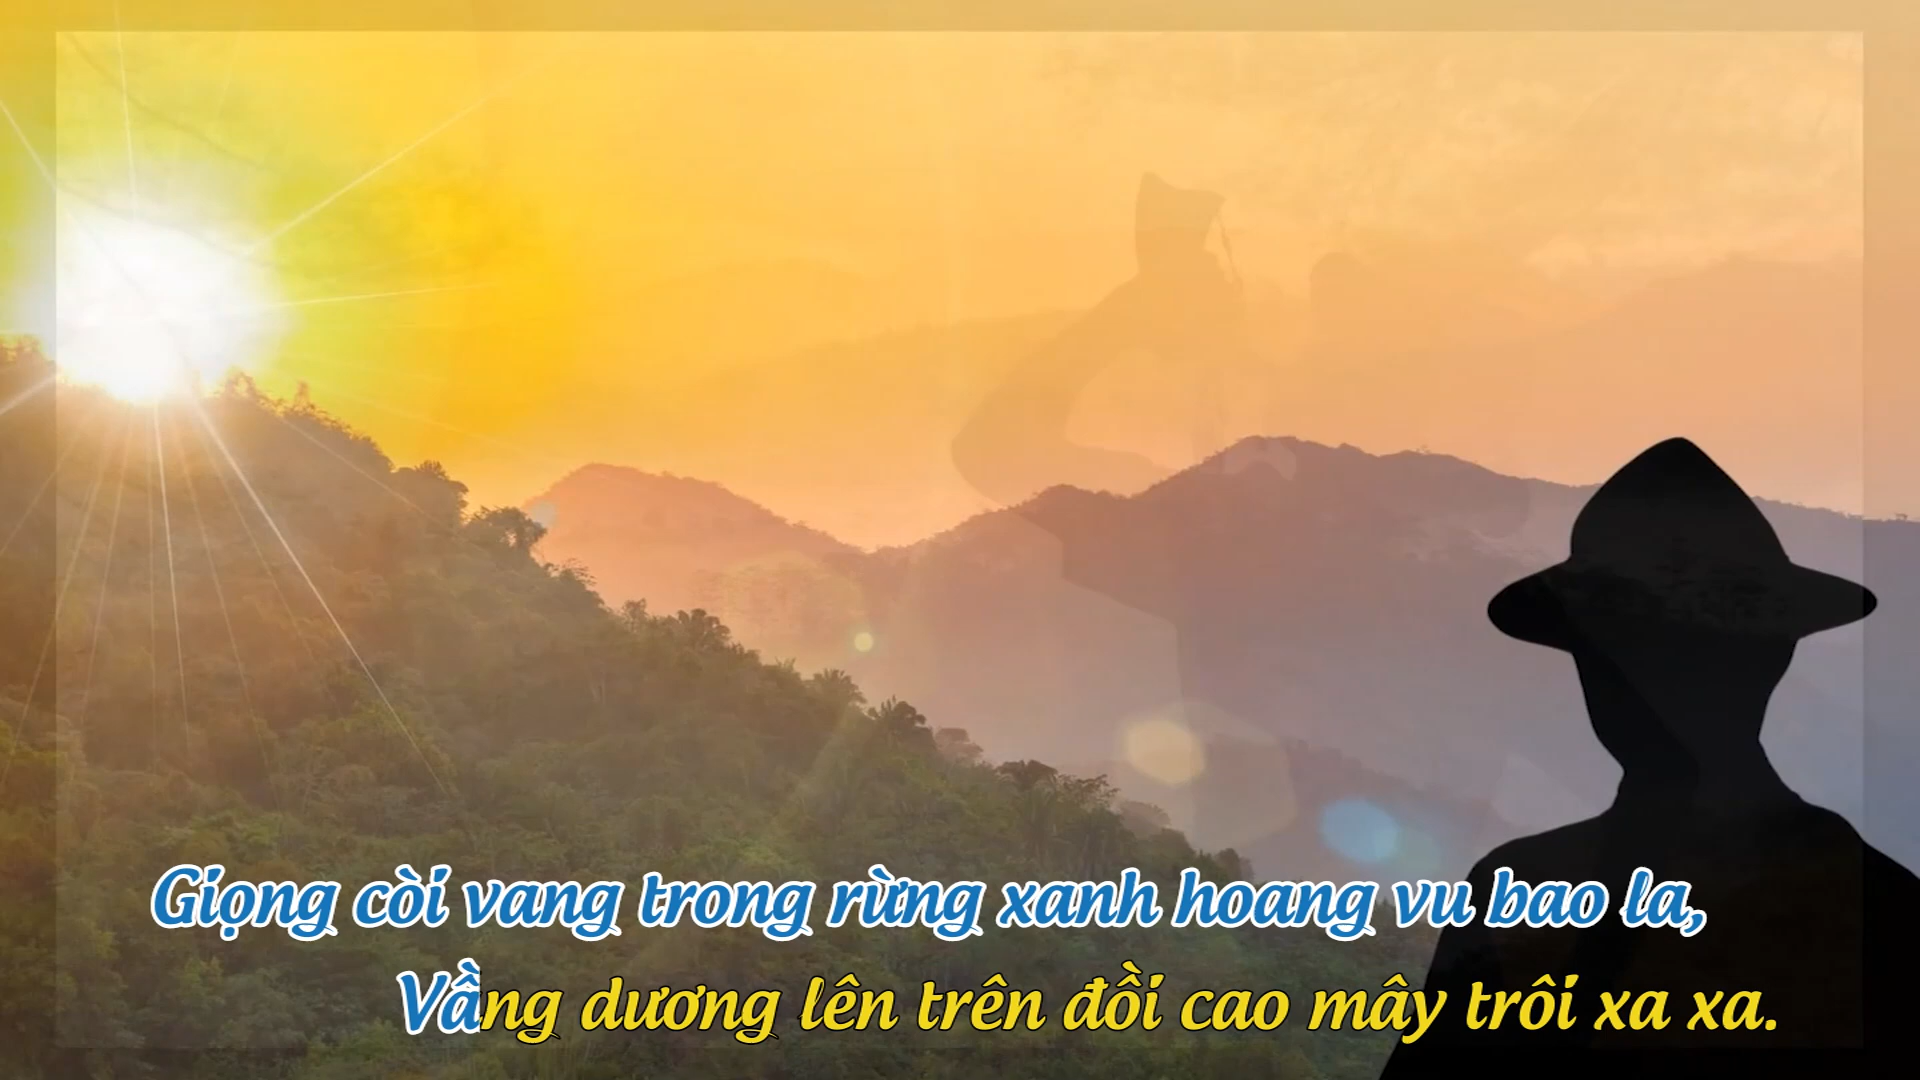 Giọng còi vang trong rừng xanh hoang vu bao la,
Vầng dương lên trên đồi cao mây trôi xa xa.